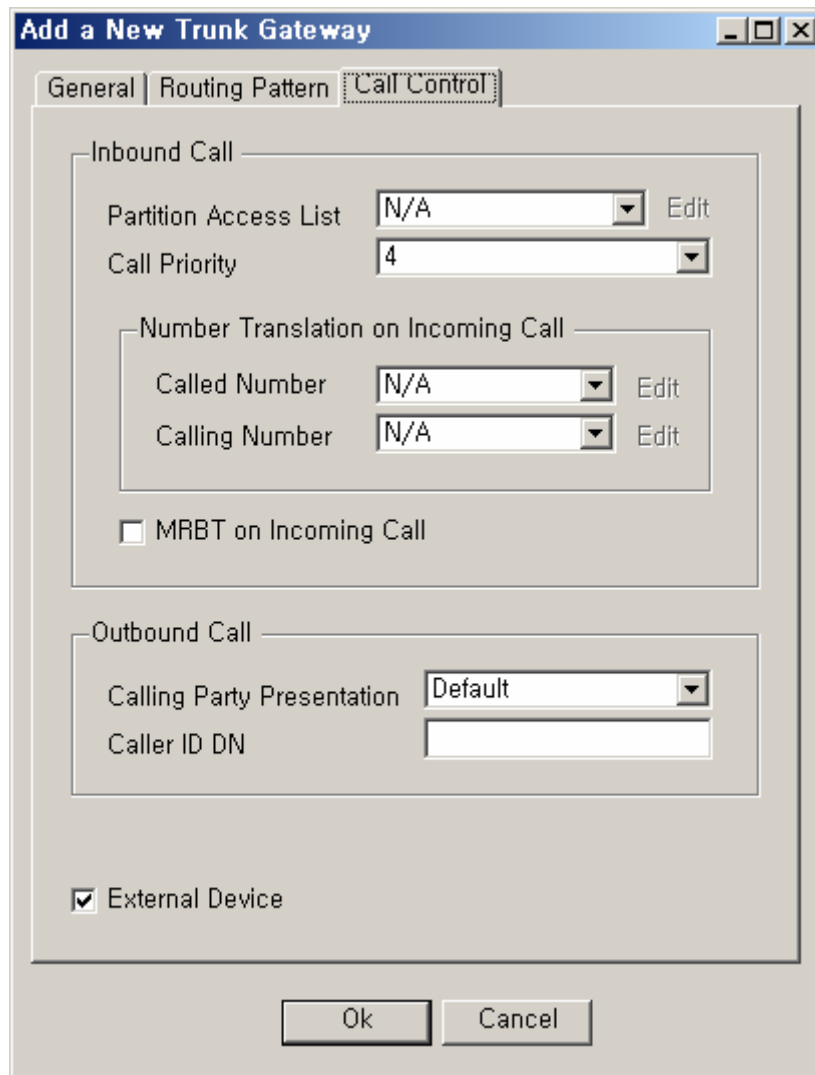 Add a New Trunk Gateway
General Routing Pattern Call Control
Inbound Call
Partition Access List N/A Edit
Call Priority 4
Number Translation on Incoming Call
Called Number N/A Edit
Calling Number N/A Edit
MRBT on Incoming Call
Outbound Call
Calling Party Presentation Default
Caller ID DN
External Device
Ok Cancel